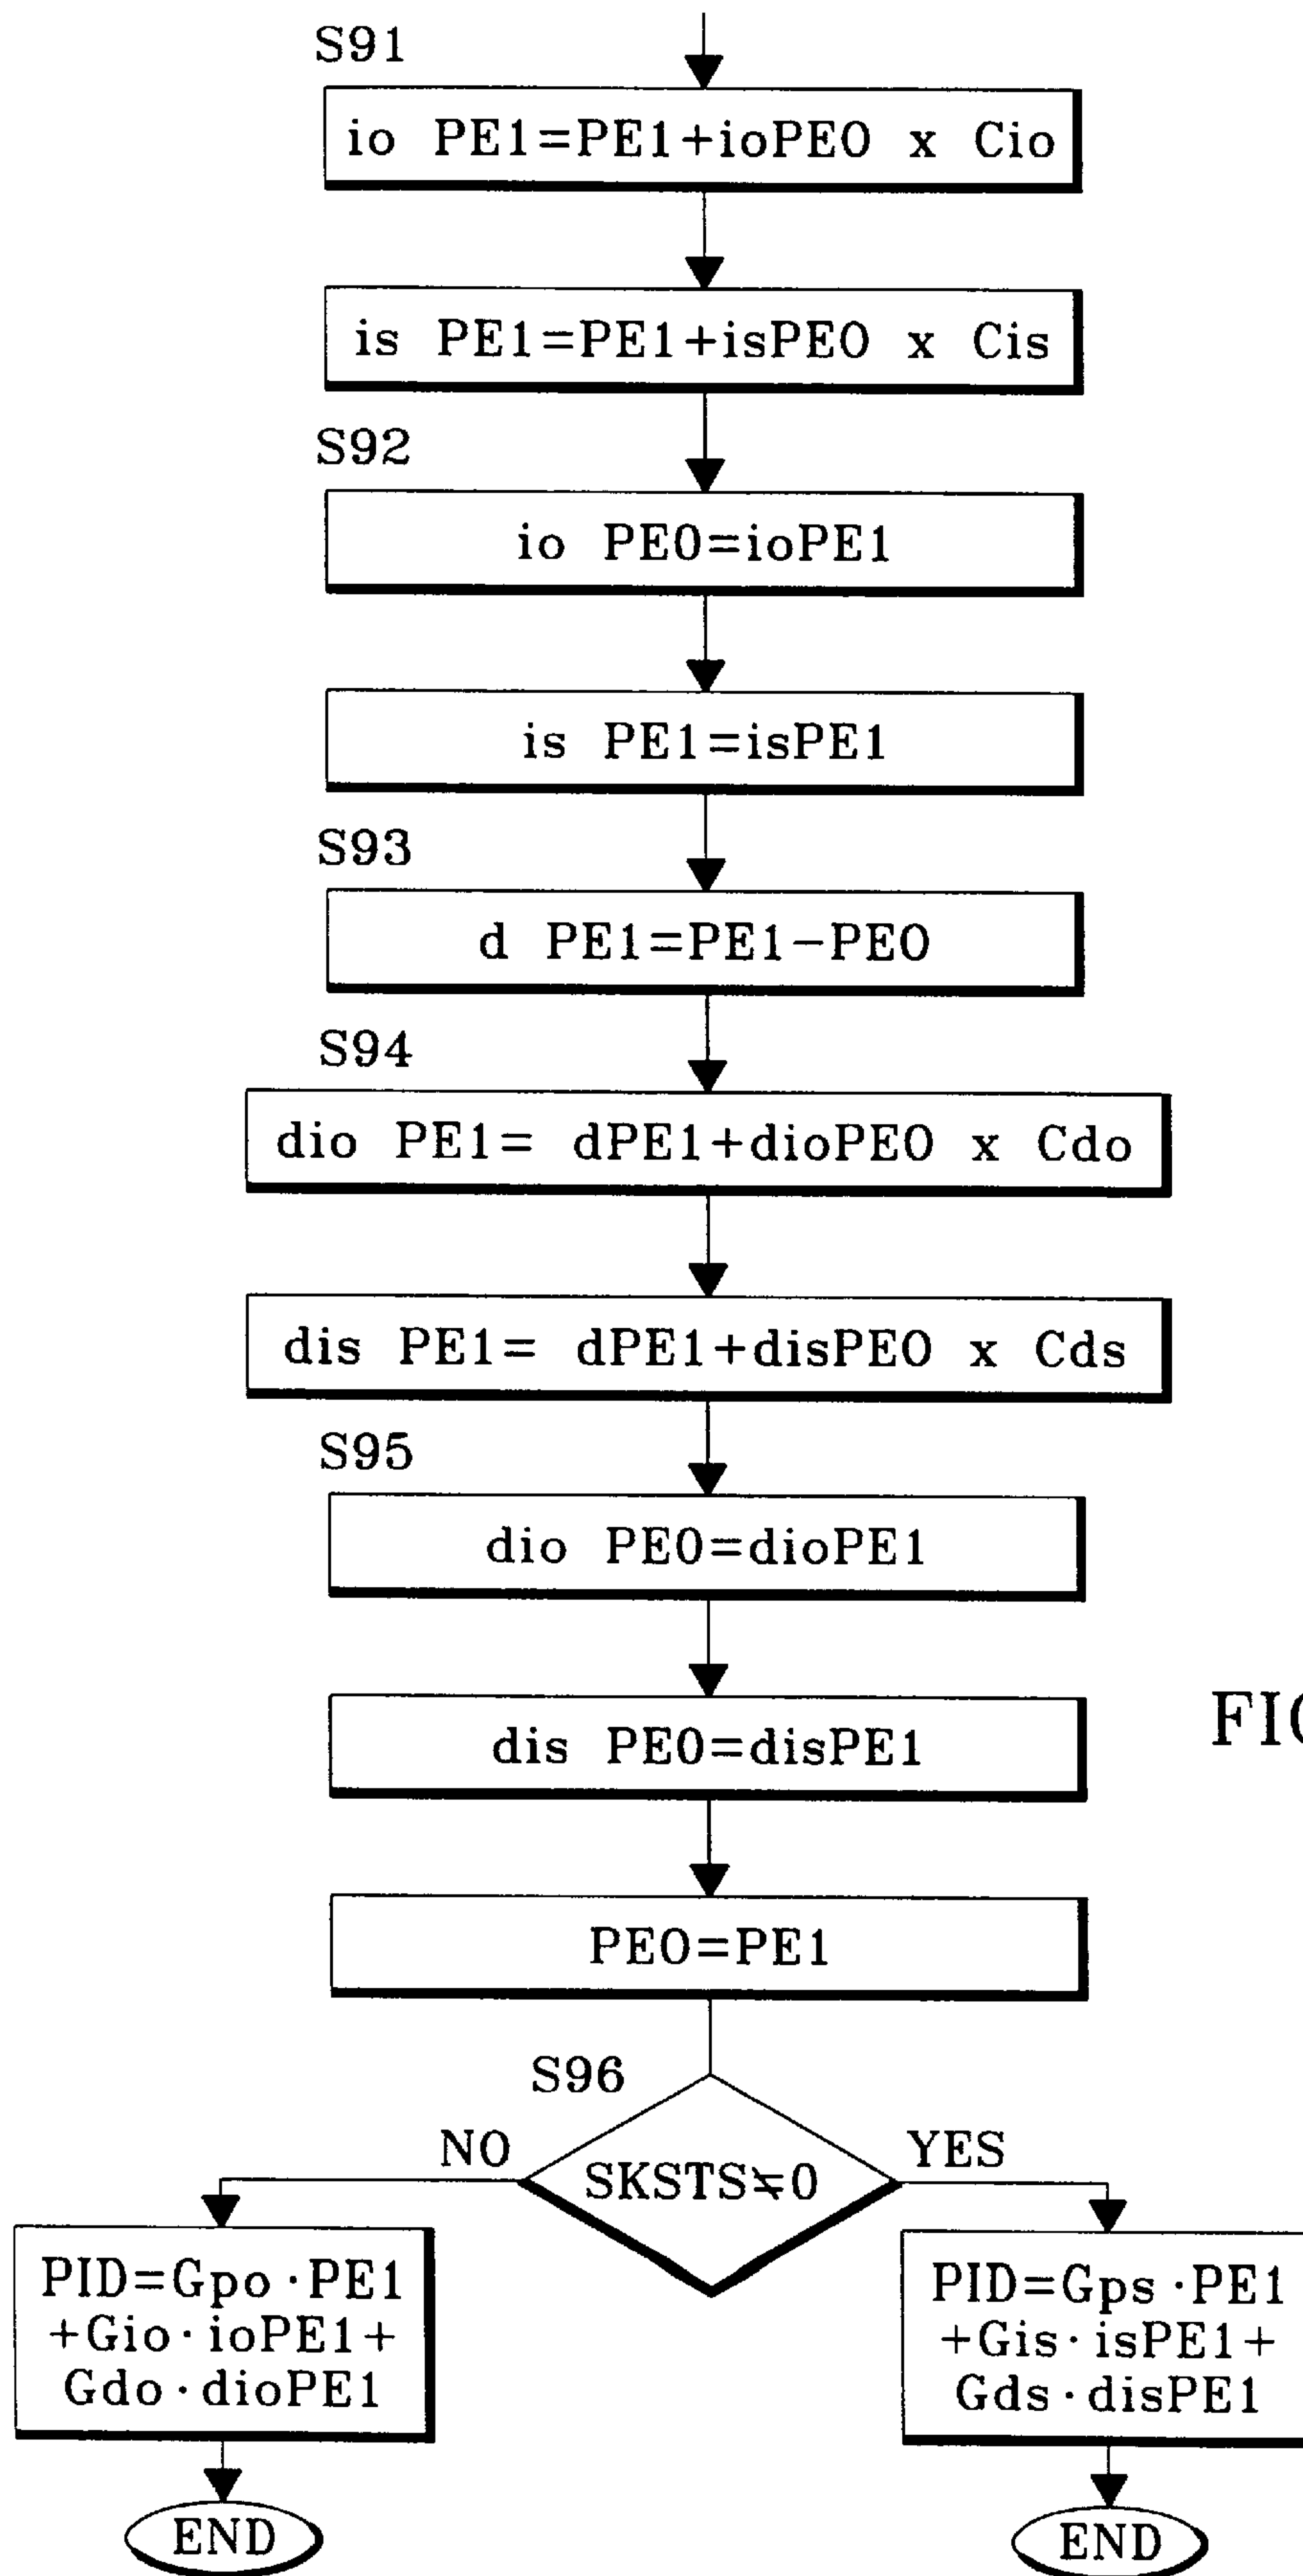 S91
io PE1=PE1+ioPE0 x Cio
is PE1=PE1+isPE0 x Cis
S92
io PE0=ioPE1
is PE1=isPE1
S93
d PE1=PE1-PE0
S94
dio PE1= dPE1+dioPE0 x Cdo
dis PE1= dPE1+disPE0 x Cds
S95
dio PE0=dioPE1
dis PE0=disPE1
PE0=PE1
S96
NO
SKSTS≒0
YES
PID=Gpo·PE1
+Gio·ioPE1+
Gdo·dioPE1
PID=Gps·PE1
+Gis·isPE1+
Gds·disPE1
END
END